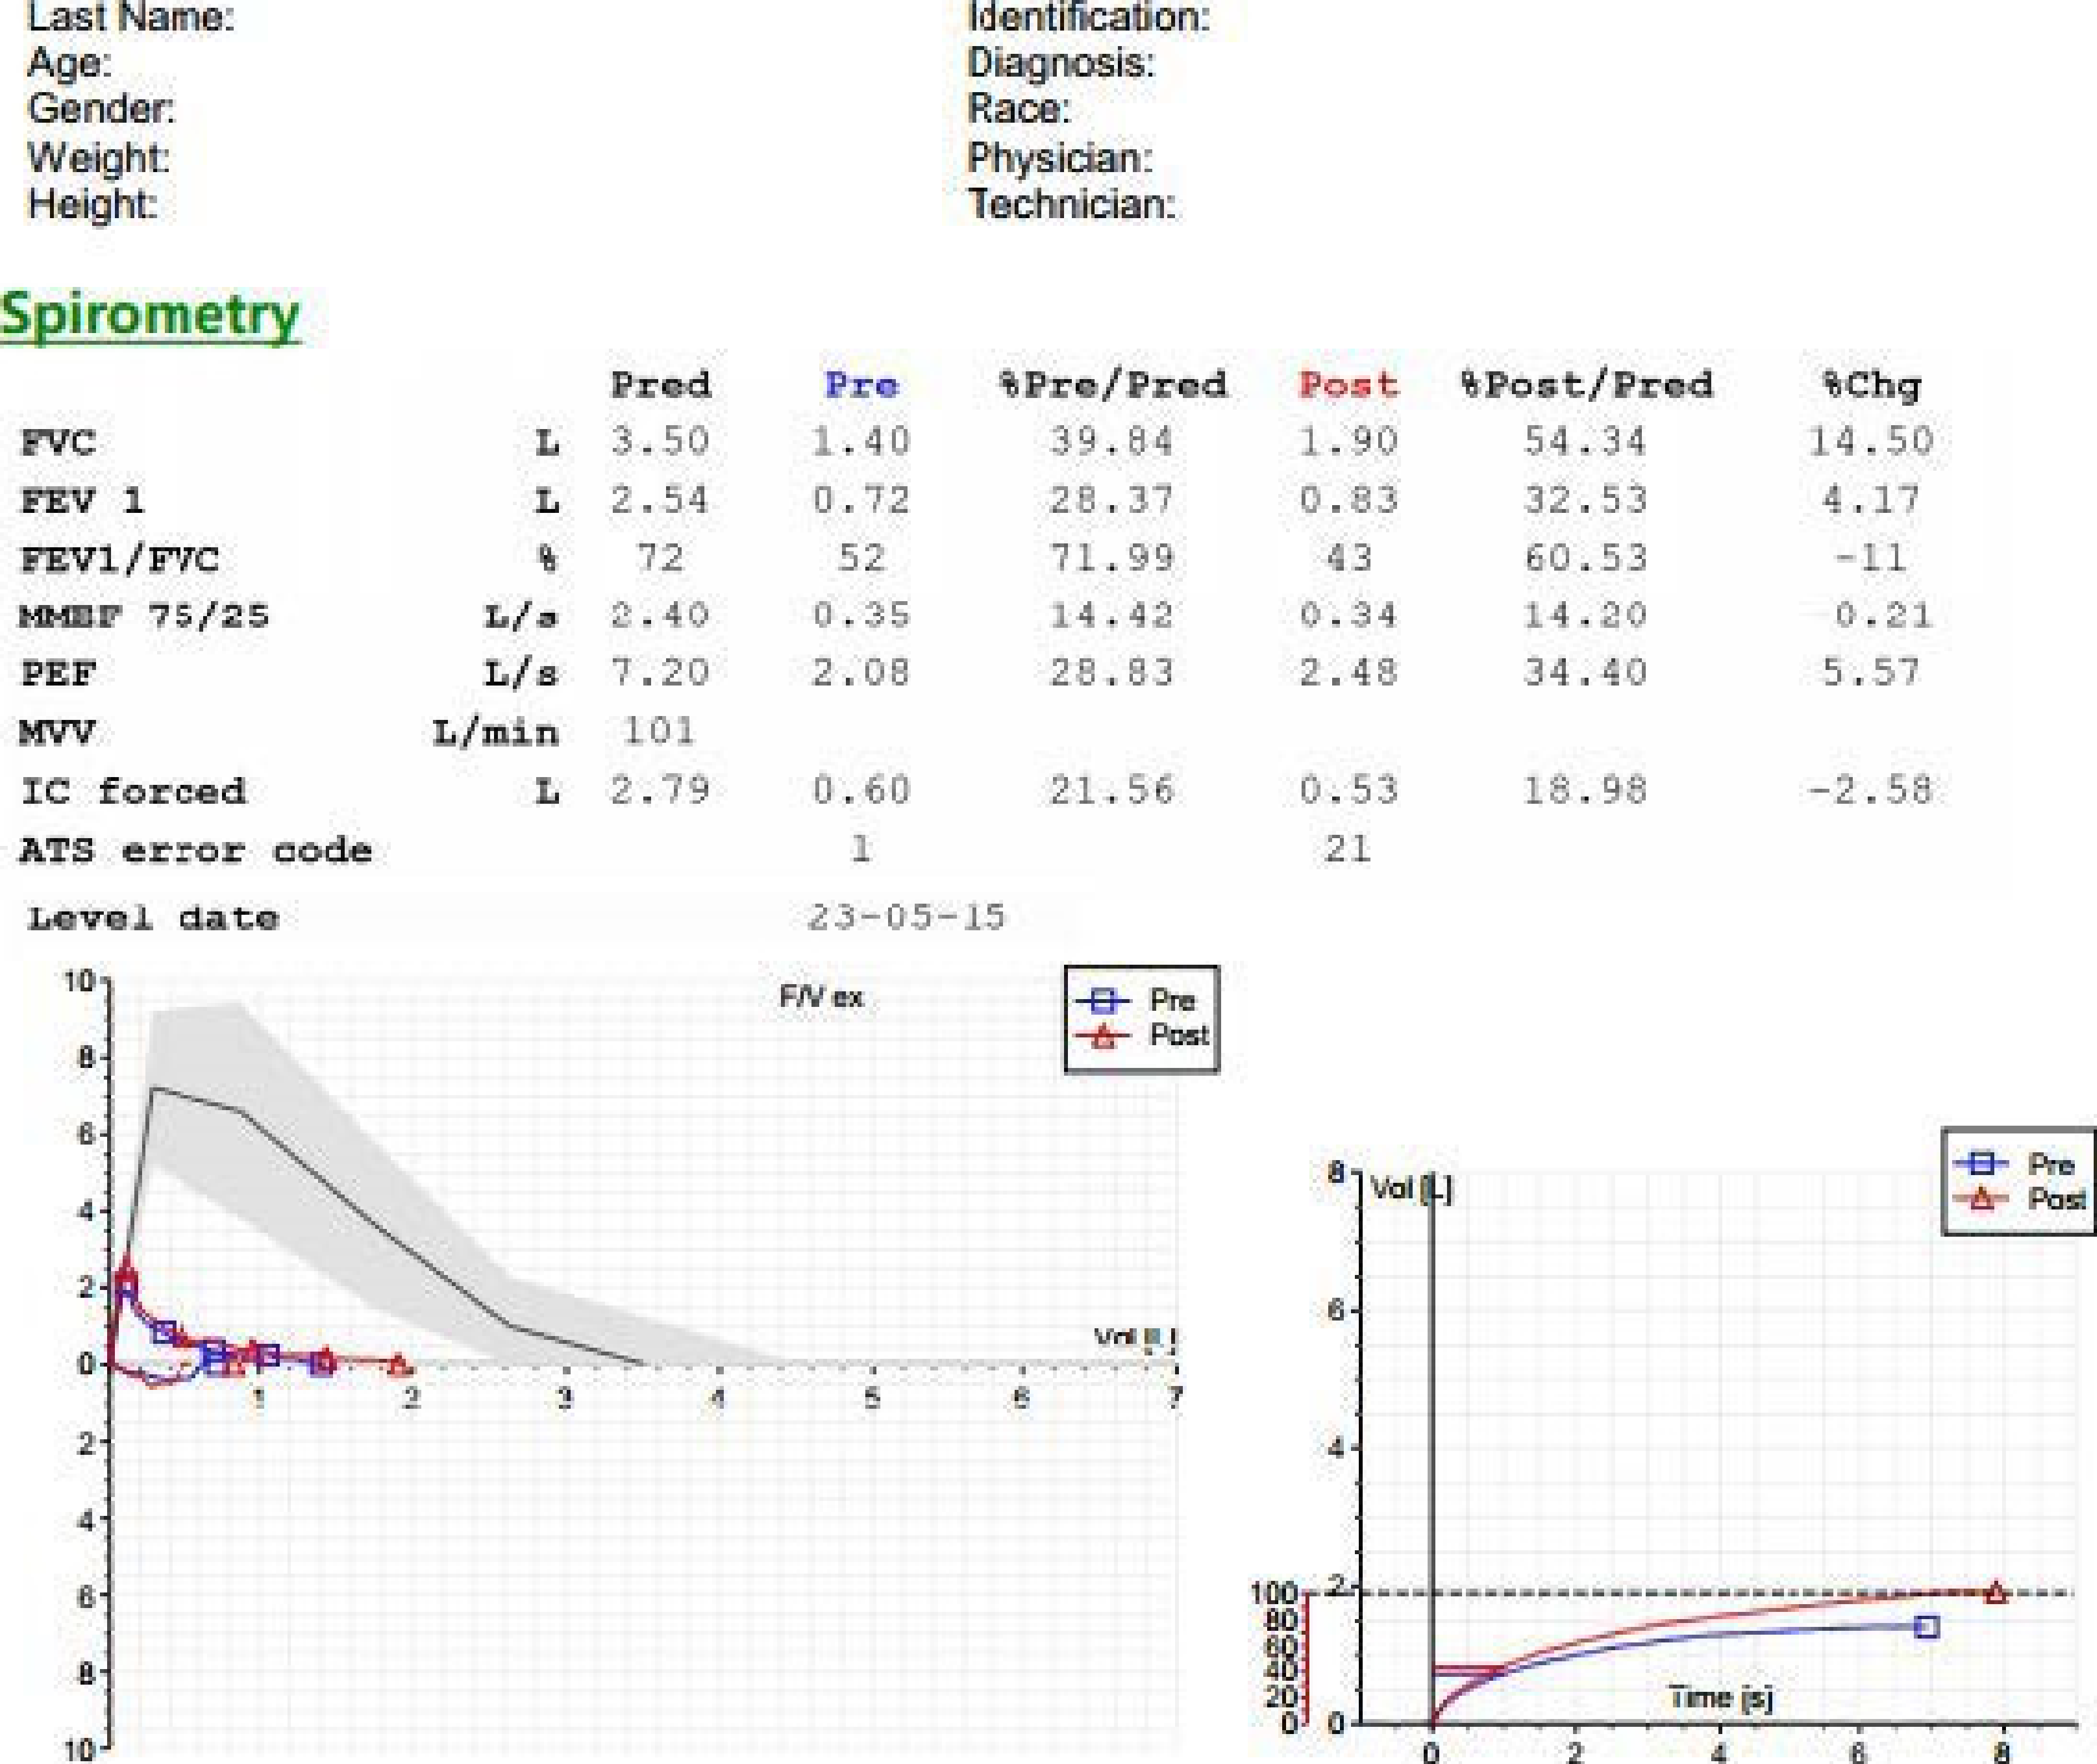 Last Name:
Identification:
Age:
Diagnosis:
Gender:
Race:
Weight:
Physician:
Height:
Technician:
Spirometry
Pred Pre %Pre/Pred Post %Post/Pred %Chg
FVC L 3.50 1.40 39.84 1.90 54.34 14.50
FEV 1 L 2.54 0.72 28.37 0.83 32.53 4.17
FEV1/FVC % 72 52 71.99 43 60.53 -11
MMEF 75/25 L/s 2.40 0.35 14.42 0.34 14.20 0.21
PEF L/s 7.20 2.08 28.83 2.48 34.40 5.57
MVV L/min 101
IC forced L 2.79 0.60 21.56 0.53 18.98 -2.58
ATS error code 1 21
Level date 23-05-15
F/V ex
Pre
Post
10
8
6
4
2
0
2
4
6
8
10
Vol [L]
1 2 3 4 5 6 7
Pre
Post
Vol [L]
8
6
4
2
0
100
80
60
40
20
0
Time [s]
0 2 4 6 8